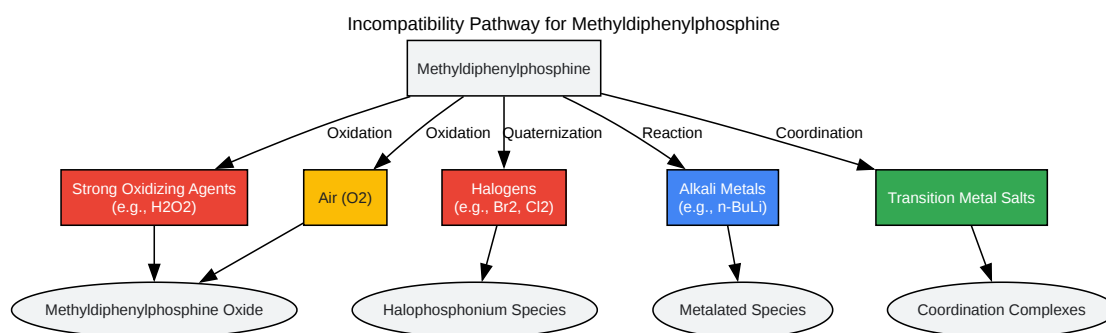 Incompatibility Pathway for Methyldiphenylphosphine
Methyldiphenylphosphine
Oxidation
Oxidation
Quaternization
Reaction
Coordination
Strong Oxidizing Agents
(e.g., H2O2)
Air (O2)
Halogens
(e.g., Br2, Cl2)
Alkali Metals
(e.g., n-BuLi)
Transition Metal Salts
Methyldiphenylphosphine Oxide
Halophosphonium Species
Metalated Species
Coordination Complexes